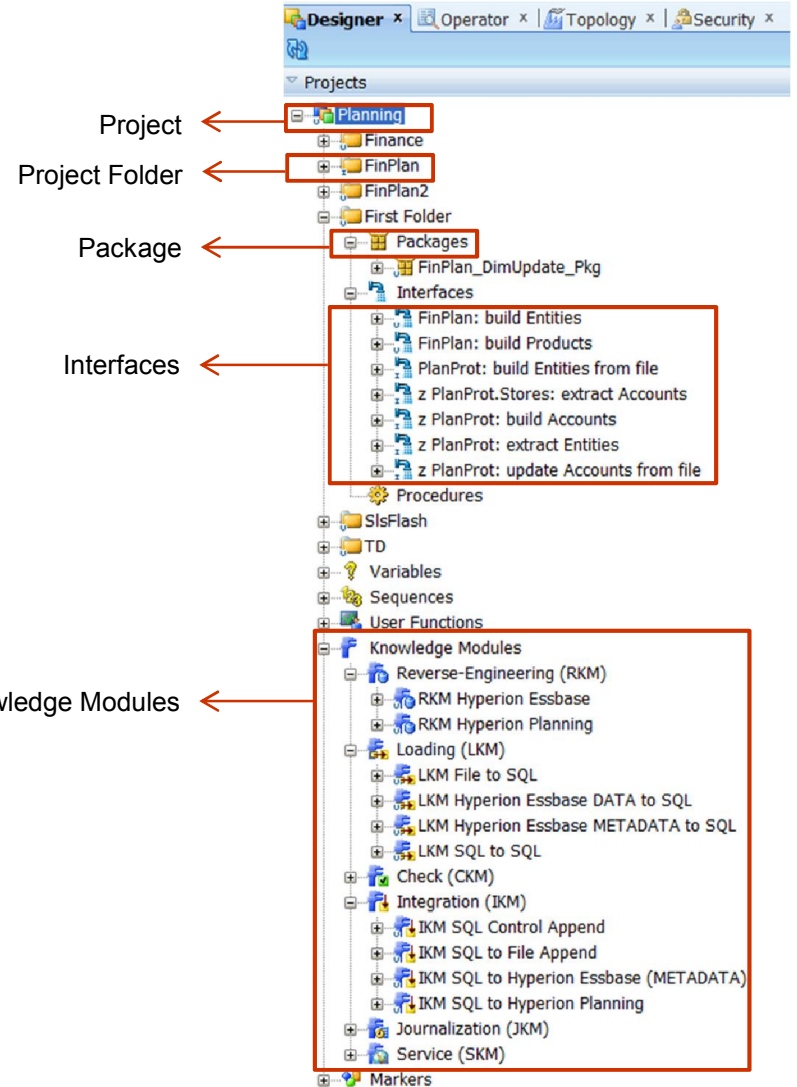 Designer x Operator x Topology x Security x
Projects
Project
Planning
Finance
Project Folder
FinPlan
FinPlan2
First Folder
Package
Packages
FinPlan_DimUpdate_Pkg
Interfaces
Interfaces
FinPlan: build Entities
FinPlan: build Products
PlanProt: build Entities from file
z PlanProt.Stores: extract Accounts
z PlanProt: build Accounts
z PlanProt: extract Entities
z PlanProt: update Accounts from file
Procedures
SlsFlash
TD
Variables
Sequences
User Functions
wledge Modules
Knowledge Modules
Reverse-Engineering (RKM)
RKM Hyperion Essbase
RKM Hyperion Planning
Loading (LKM)
LKM File to SQL
LKM Hyperion Essbase DATA to SQL
LKM Hyperion Essbase METADATA to SQL
LKM SQL to SQL
Check (CKM)
Integration (IKM)
IKM SQL Control Append
IKM SQL to File Append
IKM SQL to Hyperion Essbase (METADATA)
IKM SQL to Hyperion Planning
Journalization (JKM)
Service (SKM)
Markers